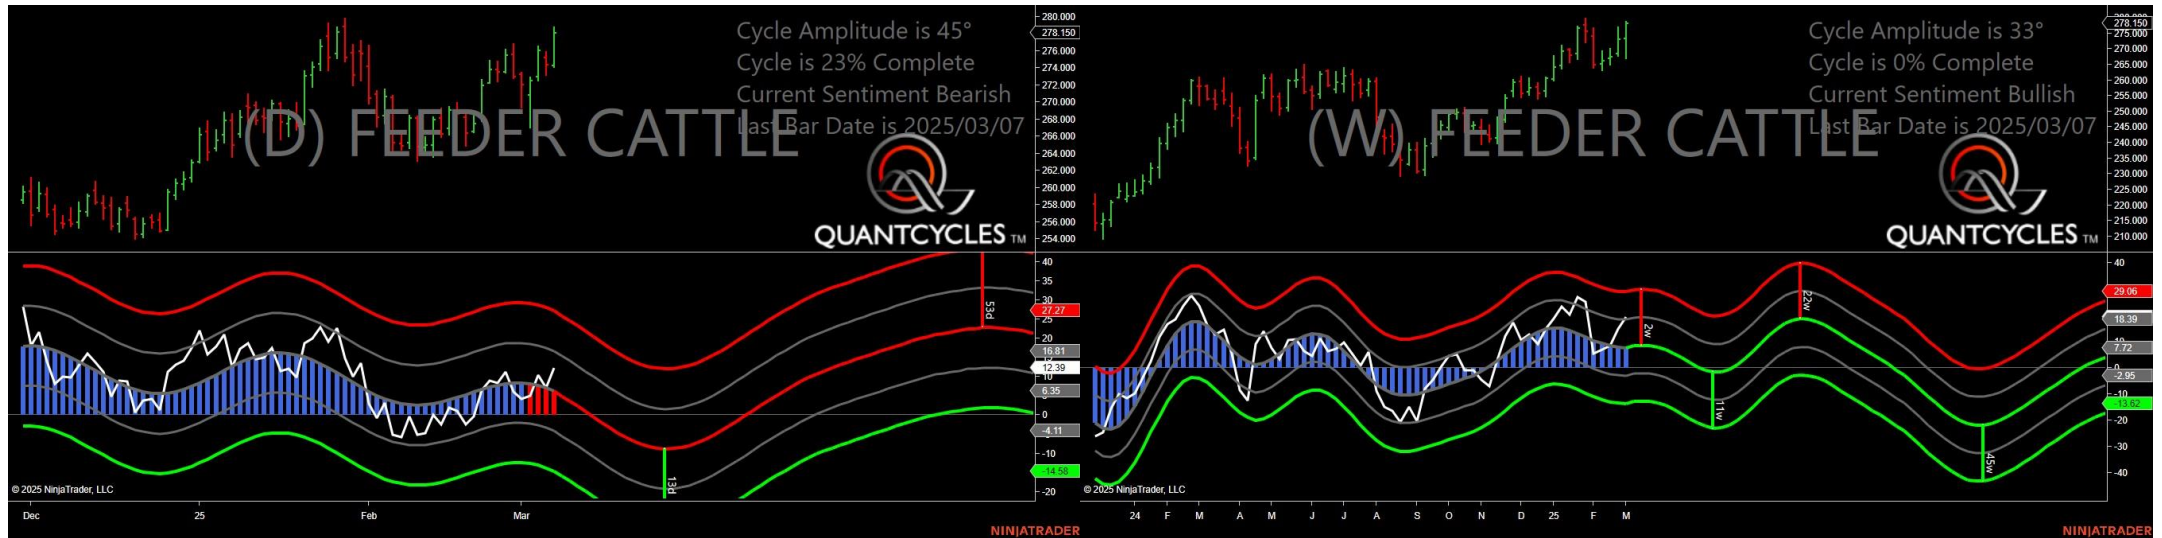 (D) FEEDER CATTLE
Cycle Amplitude is 45°
Cycle is 23% Complete
Current Sentiment Bearish
Last Bar Date is 2025/03/07
QUANTCYCLES TM
280.000
278.150
276.000
274.000
272.000
270.000
268.000
266.000
264.000
262.000
260.000
258.000
256.000
254.000
40
35
30
27.27
25
20
16.81
12.39
10
6.35
0
-4.11
-10
-14.58
-20
53d
13d
© 2025 NinjaTrader, LLC
Dec 25 Feb Mar
NINJATRADER
(W) FEEDER CATTLE
Cycle Amplitude is 33°
Cycle is 0% Complete
Current Sentiment Bullish
Last Bar Date is 2025/03/07
QUANTCYCLES TM
278.150
275.000
270.000
265.000
260.000
255.000
250.000
245.000
240.000
235.000
230.000
225.000
220.000
215.000
210.000
40
29.06
18.39
7.72
0
-2.95
-10
-13.62
-20
-30
-40
2w
11w
22w
45w
© 2025 NinjaTrader, LLC
24 F M A M J J A S O N D 25 F M
NINJATRADER